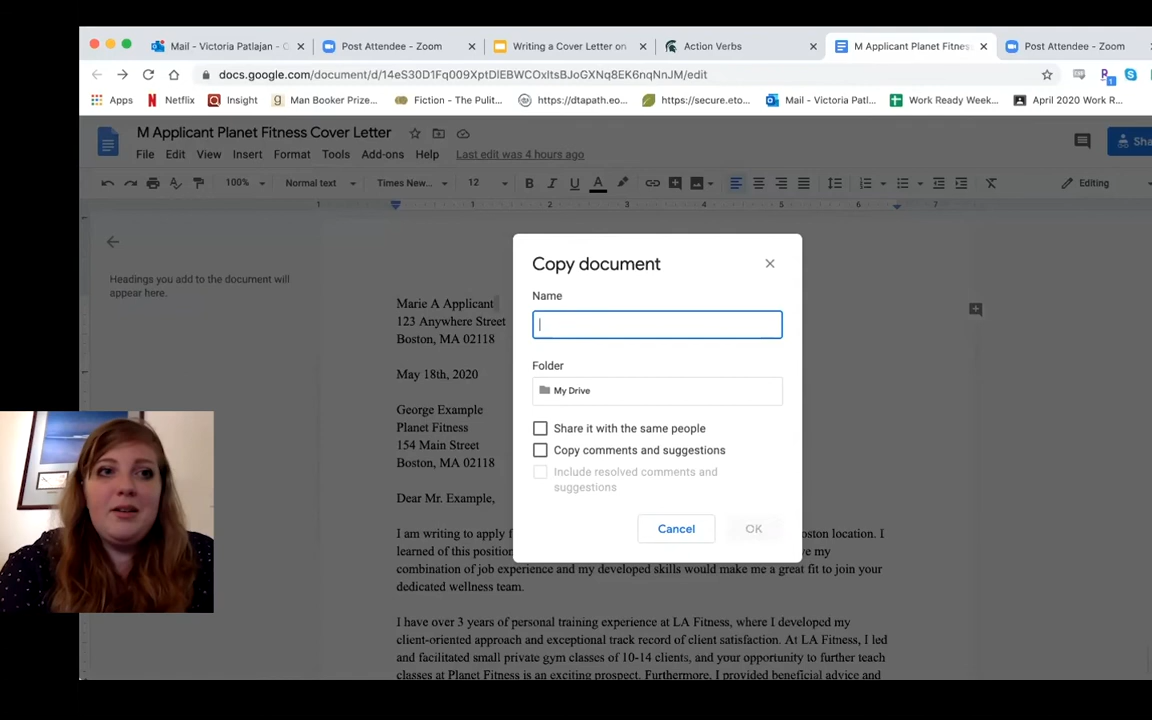 Mail - Victoria Patlajan - C
Post Attendee - Zoom
Writing a Cover Letter on
Action Verbs
M Applicant Planet Fitness
Post Attendee - Zoom
docs.google.com/document/d/14eS30D1Fq009XptDlEBWCOxltsBJoGXNq8EK6nqNnJM/edit
Apps
Netflix
Insight
Man Booker Prize...
Fiction - The Pulit...
https://dtapath.eo...
https://secure.eto...
Mail - Victoria Patl...
Work Ready Week...
April 2020 Work R...
M Applicant Planet Fitness Cover Letter
File Edit View Insert Format Tools Add-ons Help Last edit was 4 hours ago
Sha
100% Normal text Times New... 12 B I U A Editing
1 1 2 3 4 5 6 7
Headings you add to the document will
appear here.
Marie A Applicant
123 Anywhere Street
Boston, MA 02118
May 18th, 2020
George Example
Planet Fitness
154 Main Street
Boston, MA 02118
Dear Mr. Example,
I am writing to apply f oston location. I
learned of this position ve my
combination of job experience and my developed skills would make me a great fit to join your
dedicated wellness team.
I have over 3 years of personal training experience at LA Fitness, where I developed my
client-oriented approach and exceptional track record of client satisfaction. At LA Fitness, I led
and facilitated small private gym classes of 10-14 clients, and your opportunity to further teach
classes at Planet Fitness is an exciting prospect. Furthermore, I provided beneficial advice and
Copy document
Name
Folder
My Drive
Share it with the same people
Copy comments and suggestions
Include resolved comments and
suggestions
Cancel OK